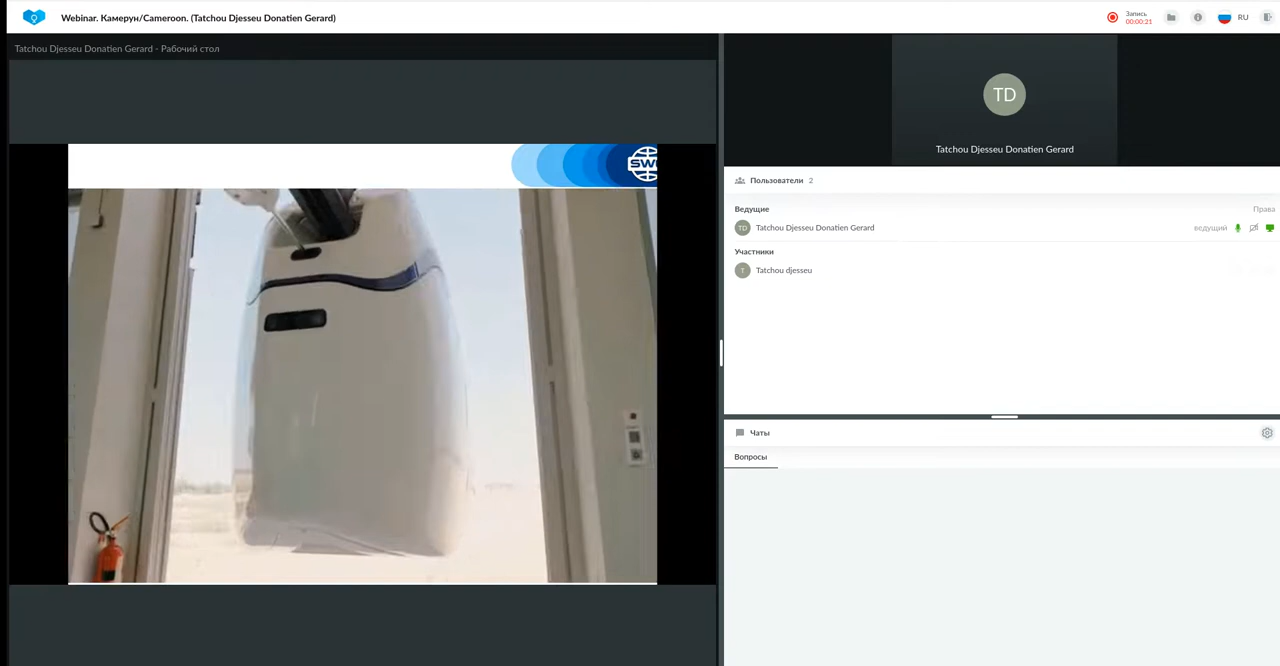 Webinar. Камерун/Cameroon. (Tatchou Djesseu Donatien Gerard)
Запись
00:00:21
RU
Tatchou Djesseu Donatien Gerard - Рабочий стол
TD
Tatchou Djesseu Donatien Gerard
Пользователи 2
Ведущие
Права
TD Tatchou Djesseu Donatien Gerard ведущий
Участники
T Tatchou djesseu
Чаты
Вопросы